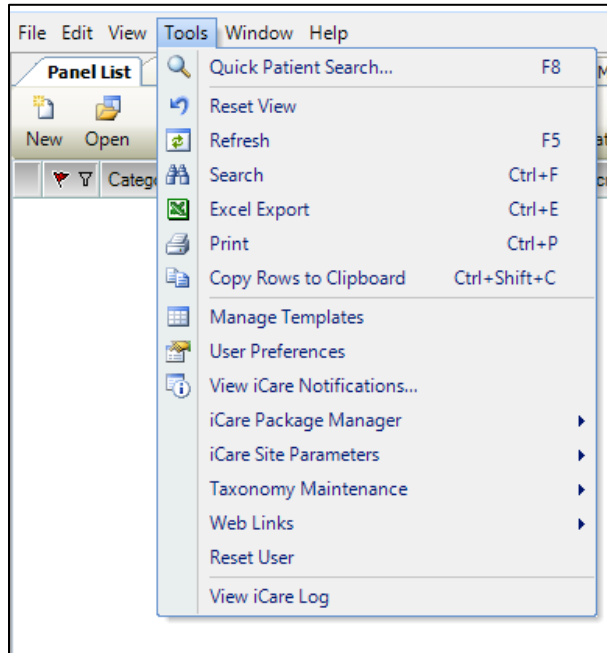 File Edit View Tools Window Help
Panel List
New Open
Quick Patient Search... F8
Reset View
Refresh F5
Search Ctrl+F
Excel Export Ctrl+E
Print Ctrl+P
Copy Rows to Clipboard Ctrl+Shift+C
Manage Templates
User Preferences
View iCare Notifications...
iCare Package Manager
iCare Site Parameters
Taxonomy Maintenance
Web Links
Reset User
View iCare Log